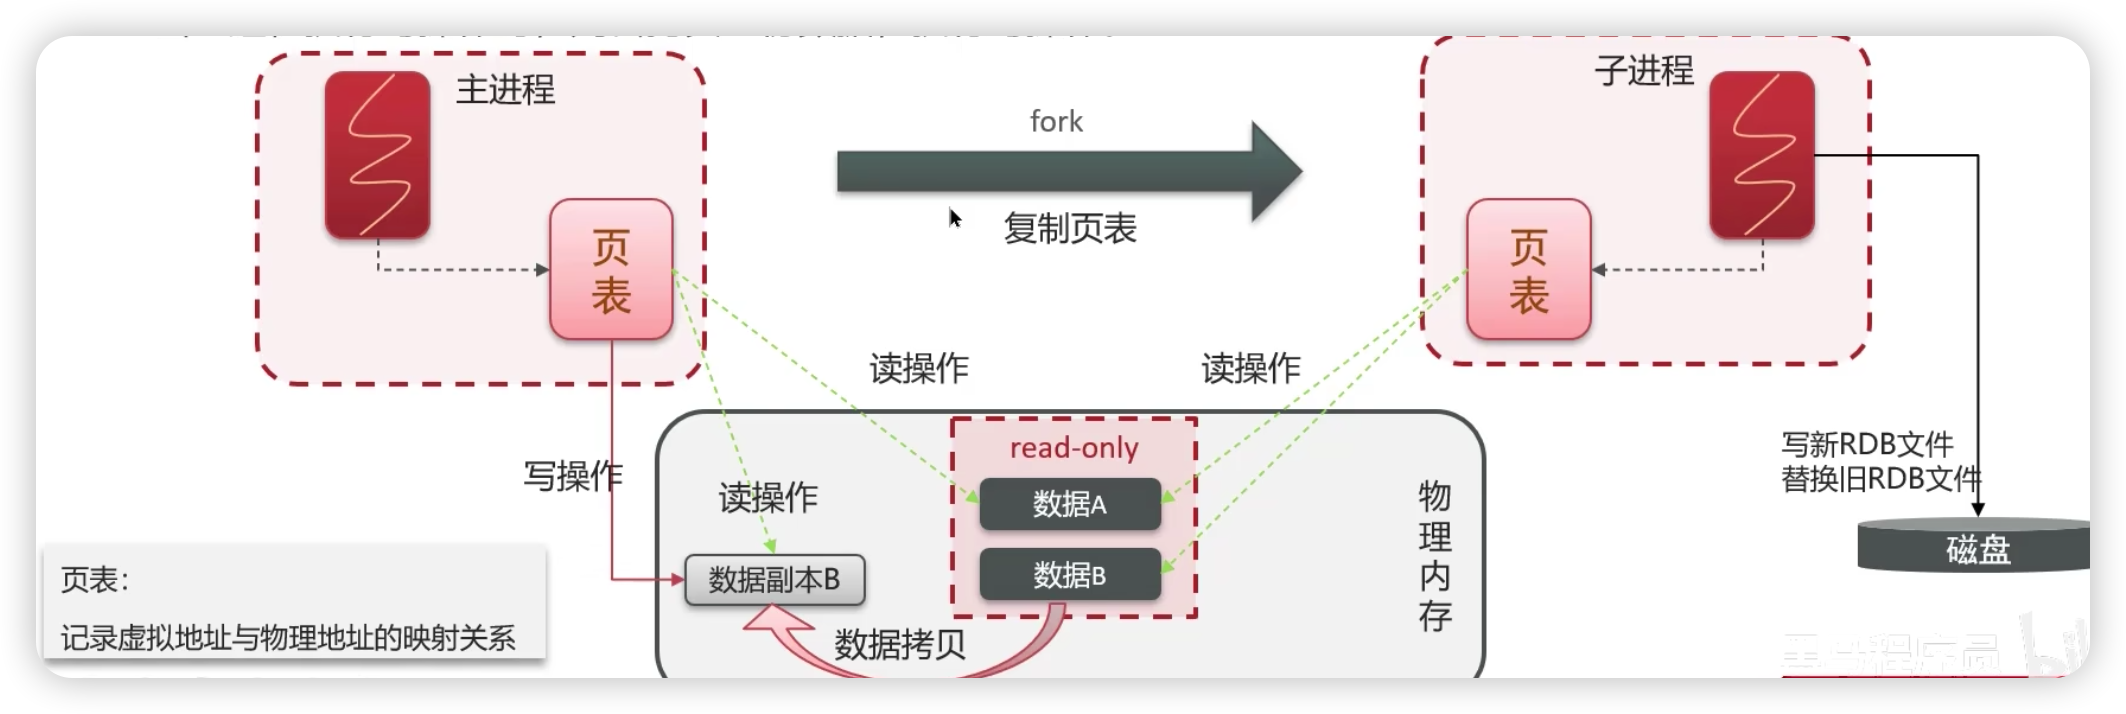 主进程
子进程
fork
复制页表
页表
页表
读操作
读操作
read-only
写操作
读操作
数据A
物理内存
写新RDB文件
替换旧RDB文件
数据副本B
数据B
磁盘
页表：
记录虚拟地址与物理地址的映射关系
数据拷贝